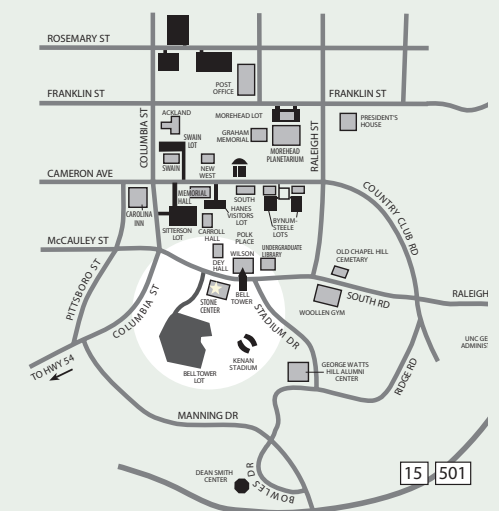 ROSEMARY ST
POST
OFFICE
FRANKLIN ST
FRANKLIN ST
ACKLAND
MOREHEAD LOT
PRESIDENT'S
HOUSE
COLUMBIA ST
SWAIN
LOT
GRAHAM
MEMORIAL
MOREHEAD
PLANETARIUM
RALEIGH ST
SWAIN
NEW
WEST
CAMERON AVE
MEMORIAL
HALL
SOUTH
COUNTRY CLUB RD
CAROLINA
INN
HANES
VISITORS
LOT
BYNUM-
STEELE
LOTS
SITTERSON
LOT
CARROLL
HALL
POLK
PLACE
McCAULEY ST
DEY
HALL
WILSON
UNDERGRADUATE
LIBRARY
OLD CHAPEL HILL
CEMETARY
PITTSBORO ST
COLUMBIA ST
STONE
CENTER
BELL
TOWER
STADIUM DR
SOUTH RD
RALEIGH
WOOLLEN GYM
UNC GE
ADMINIS
KENAN
STADIUM
BELL TOWER
LOT
GEORGE WATTS
HILL ALUMNI
CENTER
RIDGE RD
TO HWY 54
MANNING DR
DEAN SMITH
CENTER
BOWLES DR
15 501